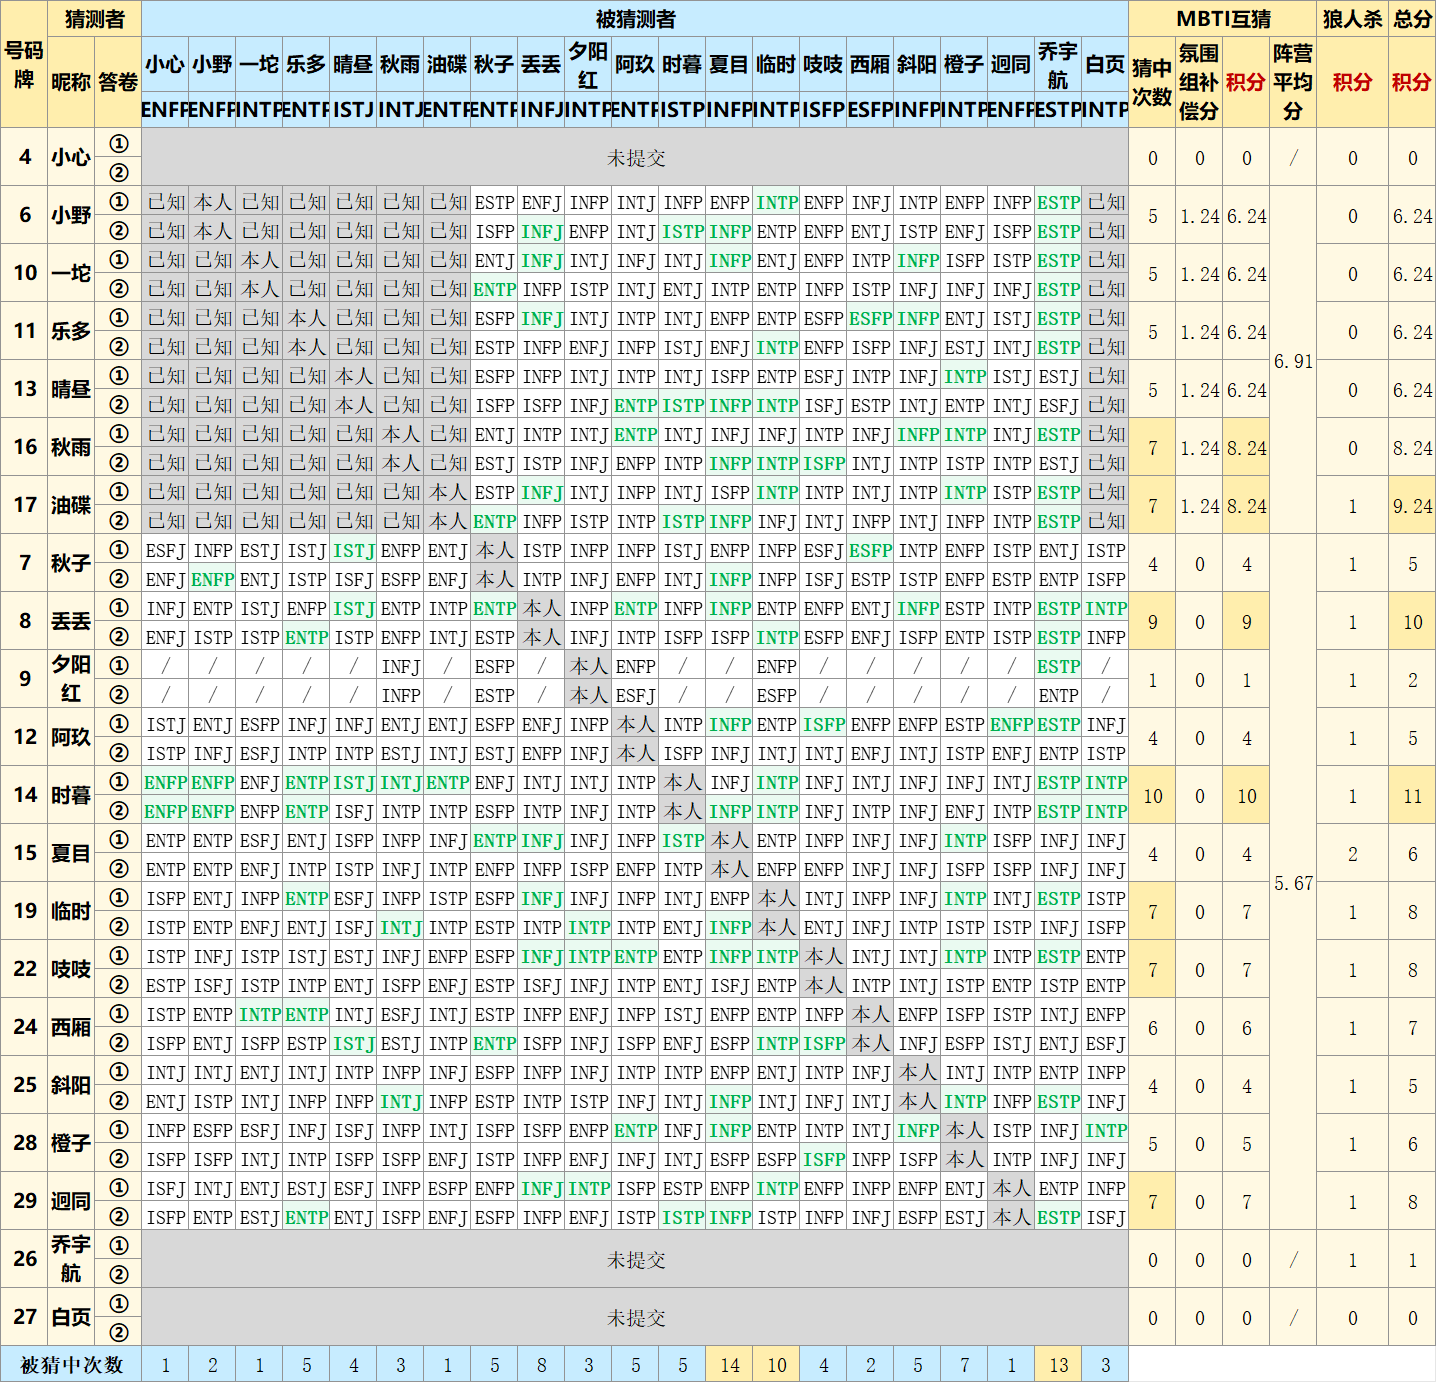 号码牌 猜测者 被猜测者 MBTI互猜 狼人杀 总分
昵称 答卷 小心 小野 一坨 乐多 晴昼 秋雨 油碟 秋子 丢丢 夕阳红 阿玖 时暮 夏目 临时 吱吱 西厢 斜阳 橙子 迥同 乔宇航 白页 猜中次数 氛围组补偿分 积分 阵营平均分 积分 积分
ENFP ENFP INTP ENTP ISTJ INTJ ENTP ENTP INFJ INTP ENTP ISTP INFP INTP ISFP ESFP INFP INTP ENFP ESTP INTP
4 小心 ① 未提交 0 0 0 / 0 0
②
6 小野 ① 已知 本人 已知 已知 已知 已知 已知 ESTP ENFJ INFP INTJ INFP ENFP INTP ENFP INFJ INTP ENFP INFP ESTP 已知 5 1.24 6.24 6.91 0 6.24
② 已知 本人 已知 已知 已知 已知 已知 ISFP INFJ ENFP INTJ ISTP INFP ENTP ENFP ENTJ ISTP ENFJ ISFP ESTP 已知
10 一坨 ① 已知 已知 本人 已知 已知 已知 已知 ENTJ INFJ INTJ INFJ INTJ INFP ENTJ ENFP INTP INFP ISFP ISTP ESTP 已知 5 1.24 6.24 0 6.24
② 已知 已知 本人 已知 已知 已知 已知 ENTP INFP ISTP INTJ ENTJ INTP ENTP INFP ISTP INFJ INFJ INFJ ESTP 已知
11 乐多 ① 已知 已知 已知 本人 已知 已知 已知 ESFP INFJ INTJ INTP INTJ ENFP ENTP ESFP ESFP INFP ENTJ ISTJ ESTP 已知 5 1.24 6.24 0 6.24
② 已知 已知 已知 本人 已知 已知 已知 ESTP INFP ENFJ INFP ISTJ ENFJ INTP ENFP ISFP INFJ ESTJ INTJ ESTP 已知
13 晴昼 ① 已知 已知 已知 已知 本人 已知 已知 ESFP INFP INTJ INTP INTJ ISFP ENTP ESFJ INTP INFJ INTP ISTJ ESTJ 已知 5 1.24 6.24 0 6.24
② 已知 已知 已知 已知 本人 已知 已知 ISFP ISFP INFJ ENTP ISTP INFP INTP ISFJ ESTP INTJ ENTP INTJ ESFJ 已知
16 秋雨 ① 已知 已知 已知 已知 已知 本人 已知 ENTJ INTP INTJ ENTP INTJ INFJ INFJ INTP INFJ INFP INTP INTJ ESTP 已知 7 1.24 8.24 0 8.24
② 已知 已知 已知 已知 已知 本人 已知 ESTJ ISTP INFJ ENFP INTP INFP INTP ISFP INTJ INTP ISTP INTP ESTJ 已知
17 油碟 ① 已知 已知 已知 已知 已知 已知 本人 ESTP INFJ INTJ INFP INTJ ISFP INTP INTP INTJ INTP INTP ISTP ESTP 已知 7 1.24 8.24 1 9.24
② 已知 已知 已知 已知 已知 已知 本人 ENTP INFP ISTP INTP ISTP INFP INFJ INTJ INFP INTJ INFP INTP ESTP 已知
7 秋子 ① ESFJ INFP ESTJ ISTJ ISTJ ENFP ENTJ 本人 ISTP INFP INFP ISTJ ENFP INFP ESFJ ESFP INTP ENFP ISTP ENTJ ISTP 4 0 4 5.67 1 5
② ENFJ ENFP ENTJ ISTP ISFJ ESFP ENFJ 本人 INTP INFJ ENFP INTJ INFP INFP ISFJ ESTP ISTP ENFP ESTP ENTP ISFP
8 丢丢 ① INFJ ENTP ISTJ ENFP ISTJ ENTP INTP ENTP 本人 INFP ENTP INFP INFP ENTP ENFP ENFJ INFP ESTP INTP ESTP INTP 9 0 9 1 10
② ENFJ ISTP ISTP ENTP ISTP ENFP INTJ ESTP 本人 INFJ INTP ISFP ISFP INTP ESFP ENFJ ISFP ENTP ISTP ESTP INFP
9 夕阳红 ① / / / / / INFJ / ESFP / 本人 ENFP / / ENFP / / / / / ESTP / 1 0 1 1 2
② / / / / / INFP / ESTP / 本人 ESFJ / / ESFP / / / / / ENTP /
12 阿玖 ① ISTJ ENTJ ESFP INFJ INFJ ENTJ ENTJ ESFP ENFJ INFP 本人 INTP INFP ENTP ISFP ENFP ENFP ESTP ENFP ESTP INFJ 4 0 4 1 5
② ISTP INFJ ESFJ INTP INTP ESTJ INTJ ESTJ ENFP INFJ 本人 ISFP INFJ INTJ INTJ ENFJ INTJ ISTP ENFJ ENTP ISTP
14 时暮 ① ENFP ENFP ENFJ ENTP ISTJ INTJ ENTP ENFJ INTJ INTJ INTP 本人 INFJ INTP INFJ INTJ INFJ INFJ INTJ ESTP INTP 10 0 10 1 11
② ENFP ENFP ENFP ENTP ISFJ INTP INTP ENTJ INTP INFJ INTP 本人 INFP INTP INFP INTJ INFP ENFJ INTP ESTP INTP
15 夏目 ① ENTP ENTP ESFJ ENTJ ISFP INFP INFJ ENTP INFJ INFJ INFP ISTP 本人 ENTP INFP INFJ INFJ INTP ISFP INFJ INFJ 4 0 4 2 6
② ENTP ENTP ENFJ INTP ISTP INFJ INTP ENFP INFP ISFP ENFP INTP 本人 ENFP ENFP INFJ INFJ ISFP ISFP INFJ INFJ
19 临时 ① ISFP ENTJ INFP ENTP ESFJ INFP ISTP ESFP INFJ INFJ INFP INTJ ENFP 本人 INTJ INFP INFP INTP INTJ ESTP ISTP 7 0 7 1 8
② ISTP ENTP ENFJ ENTJ ISFJ INTJ INTP ESTP INTP INTP INTP ENTJ INFP 本人 ENTJ INFJ INTJ ISTP ISTP INFJ ISFP
22 吱吱 ① ISTP INFJ ISTP ISTJ ESTJ INFJ ENFP ESFP INFJ INTP ENTP ENTP INFP INTP 本人 INTJ INTJ INTP INTP ESTP ENTP 7 0 7 1 8
② ESTP ISFJ ISTP INTP ENTJ ISFP ENFJ ESTP ISFJ INFJ INTP ENTJ ISFJ ENTP 本人 INTP INTJ ISTP ENTP ISTP ENTP
24 西厢 ① ISTP ENTP INTP ENTP INTJ ESFJ INTJ ESTP INFP ENFJ INFP ISTJ ENFP ENTP INFP 本人 ENFP ISFP ISTP INTJ ENFP 6 0 6 1 7
② ISFP ENTJ ISFP ESTP ISTJ ESTJ INTP ENTP ISFP INFJ ISFP ENFJ ESFP INTP ISFP 本人 INFJ ESFP ISTJ ENTJ ESFJ
25 斜阳 ① INTJ INTJ ENTJ INTJ INTP INFP INFJ ESFP INFP INFJ INTP INTP ENFP ENTJ INTP INFJ 本人 INTJ INTP ENTP INFP 4 0 4 1 5
② ENTJ ISTP INTJ INFP INFP INTJ INFP ESTP INTP ISTP INFJ INTJ INFP INTJ INFJ INTJ 本人 INTP INFP ESTP INFJ
28 橙子 ① INFP ESFP ESFJ INFJ ISFJ INFP INTJ ISFP ISFP ENFP ENTP INFJ INFP ENTP INTP INTJ INFP 本人 ISTP INFJ INTP 5 0 5 1 6
② ISFP ISFP INTJ INTP ISFP ISFP ENFJ ISTP INFP ENFJ INFJ INTJ ESFP ESFP ISFP INFP ISFP 本人 INTP INFJ INFJ
29 迥同 ① ISFJ INTJ ENTJ ESTJ ESFJ INFP ESFP ENFP INFJ INTP ISFP ESTP ENFP INTP ENFP INFP ENFP ENTJ 本人 ENTP INFP 7 0 7 1 8
② ISFP ENTP ESTJ ENTP ENTJ ISFP ENFJ ESFP INFP ENFJ ISTP ISTP INFP ISTP INFP INFJ ESFP ESTJ 本人 ESTP ISFJ
26 乔宇航 ① 未提交 0 0 0 / 1 1
②
27 白页 ① 未提交 0 0 0 / 0 0
②
被猜中次数 1 2 1 5 4 3 1 5 8 3 5 5 14 10 4 2 5 7 1 13 3